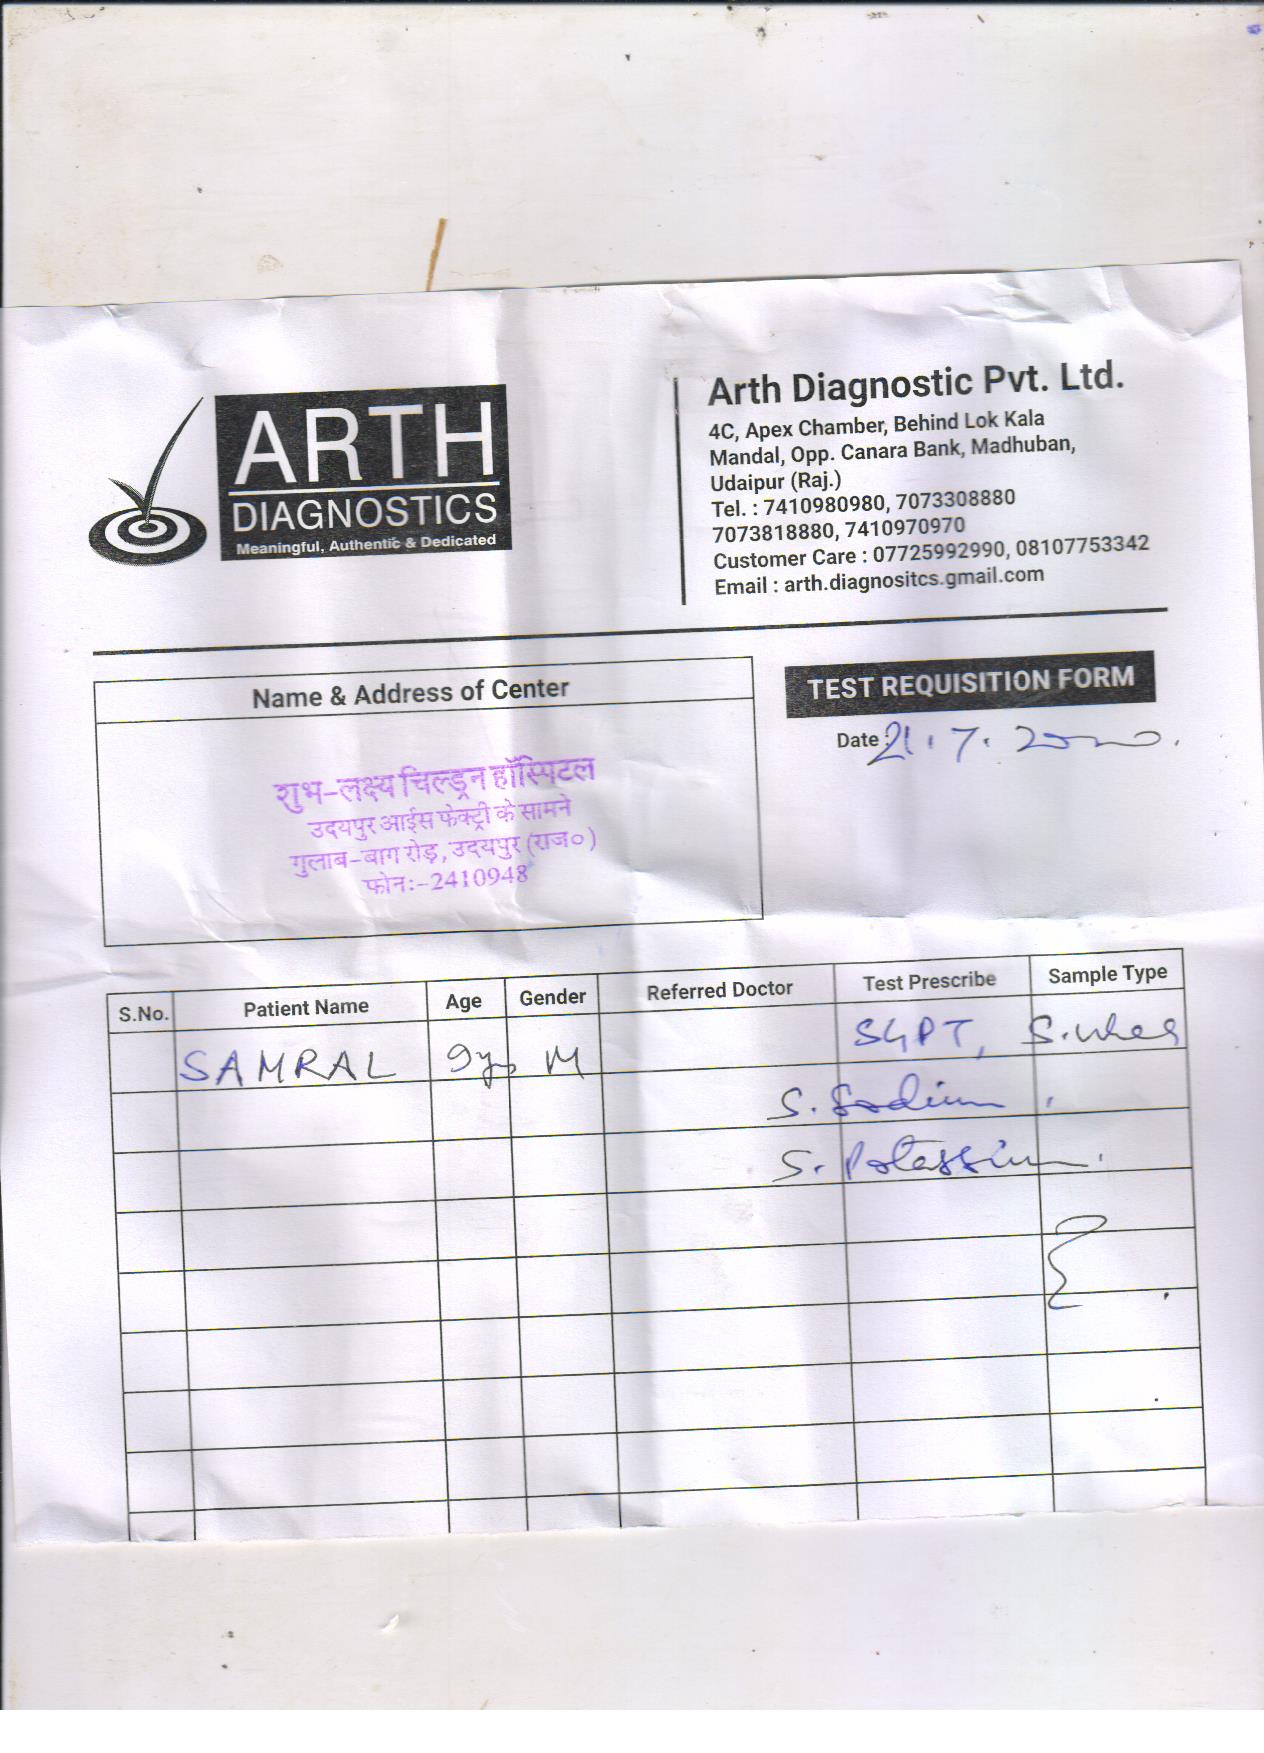 ARTH
DIAGNOSTICS
Meaningful, Authentic & Dedicated
Arth Diagnostic Pvt. Ltd.
4C, Apex Chamber, Behind Lok Kala
Mandal, Opp. Canara Bank, Madhuban,
Udaipur (Raj.)
Tel. : 7410980980, 7073308880
7073818880, 7410970970
Customer Care : 07725992990, 08107753342
Email : arth.diagnositcs.gmail.com
Name & Address of Center
शुभ-लक्ष्य चिल्ड्रन हॉस्पिटल
उदयपुर आईस फेक्ट्री के सामने
गुलाब-बाग रोड़, उदयपुर (राज०)
फोन:-2410948
TEST REQUISITION FORM
Date : 21.7.
S.No. Patient Name Age Gender Referred Doctor Test Prescribe Sample Type
SAMRAL 9y M SGPT,
S. Sodium
S. Potassium